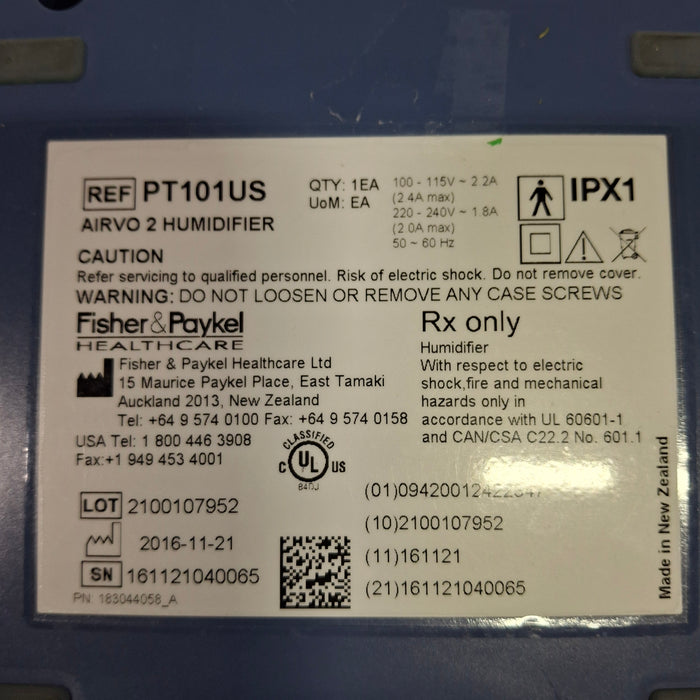 REF PT101US
QTY: 1EA
UoM: EA
100 - 115V ~ 2.2A
(2.4A max)
220 - 240V ~ 1.8A
(2.0A max)
50 ~ 60 Hz
IPX1
AIRVO 2 HUMIDIFIER
CAUTION
Refer servicing to qualified personnel. Risk of electric shock. Do not remove cover.
WARNING: DO NOT LOOSEN OR REMOVE ANY CASE SCREWS
Fisher&Paykel
HEALTHCARE
Fisher & Paykel Healthcare Ltd
15 Maurice Paykel Place, East Tamaki
Auckland 2013, New Zealand
Tel: +64 9 574 0100 Fax: +64 9 574 0158
USA Tel: 1 800 446 3908
Fax:+1 949 453 4001
Rx only
Humidifier
With respect to electric
shock,fire and mechanical
hazards only in
accordance with UL 60601-1
and CAN/CSA C22.2 No. 601.1
CLASSIFIED
C UL US
84DJ
LOT 2100107952
2016-11-21
SN 161121040065
PN: 183044058_A
(10)2100107952
(11)161121
(21)161121040065
Made in New Zealand